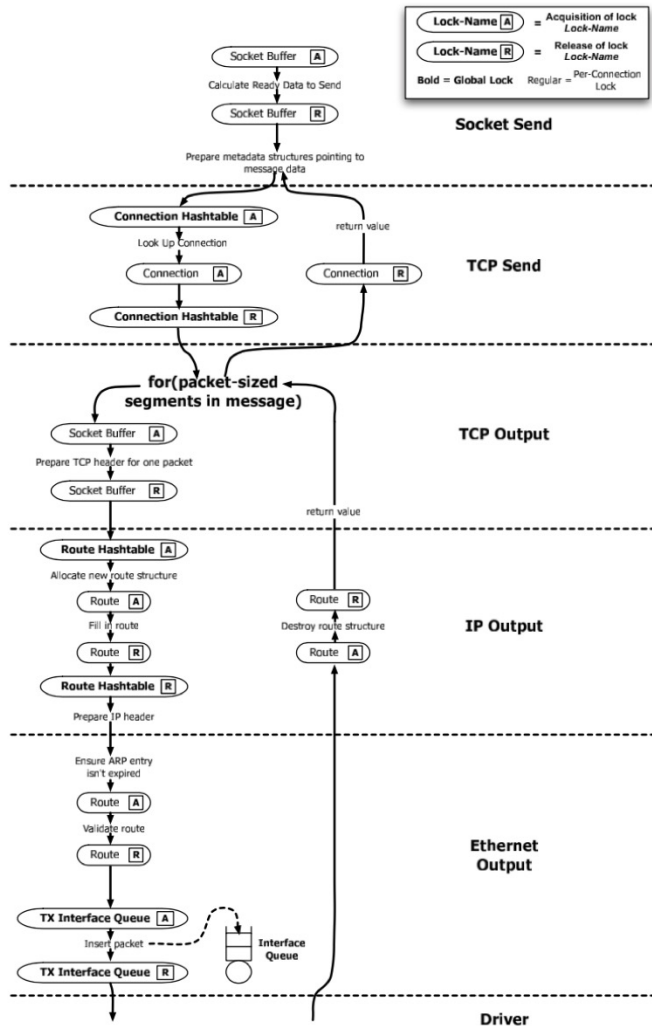 Lock-Name A = Acquisition of lock
Lock-Name
Lock-Name R = Release of lock
Lock-Name
Bold = Global Lock Regular = Per-Connection
Lock
Socket Buffer A
Calculate Ready Data to Send
Socket Buffer R
Socket Send
Prepare metadata structures pointing to
message data
Connection Hashtable A
return value
Look Up Connection
Connection A
Connection R
TCP Send
Connection Hashtable R
for(packet-sized
segments in message)
Socket Buffer A
TCP Output
Prepare TCP header for one packet
Socket Buffer R
return value
Route Hashtable A
Allocate new route structure
Route A
Route R
Fill in route
Destroy route structure
IP Output
Route R
Route A
Route Hashtable R
Prepare IP header
Ensure ARP entry
isn't expired
Route A
Validate route
Route R
Ethernet
Output
TX Interface Queue A
Insert packet
Interface
Queue
TX Interface Queue R
Driver